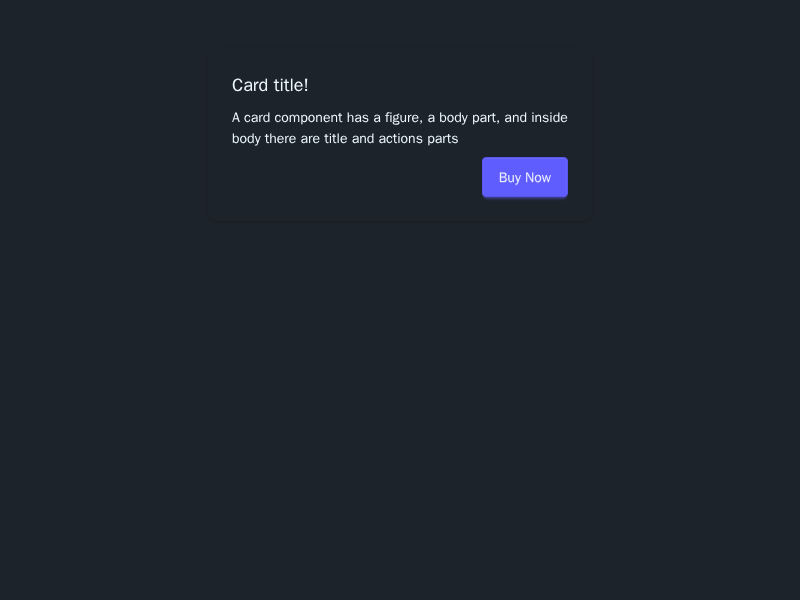 Card title!
A card component has a figure, a body part, and inside
body there are title and actions parts
Buy Now